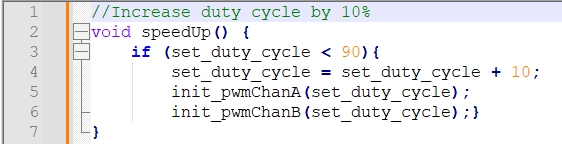 1 //Increase duty cycle by 10%
2 void speedUp() {
3 if (set_duty_cycle < 90){
4 set_duty_cycle = set_duty_cycle + 10;
5 init_pwmChanA(set_duty_cycle);
6 init_pwmChanB(set_duty_cycle);}
7 }